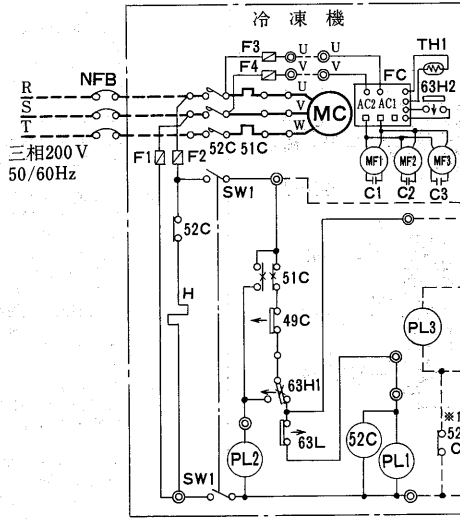 冷凍機
F3 U U
F4 V V
TH1
FC
63H2
NFB
R
S
T
U
V
W
MC
AC2 AC1
三相200V
50/60Hz
F1 F2
52C 51C
MF1 MF2 MF3
C1 C2 C3
SW1
52C
51C
H
49C
PL3
63H1
63L
52C
※1
52
C
PL2
PL1
SW1